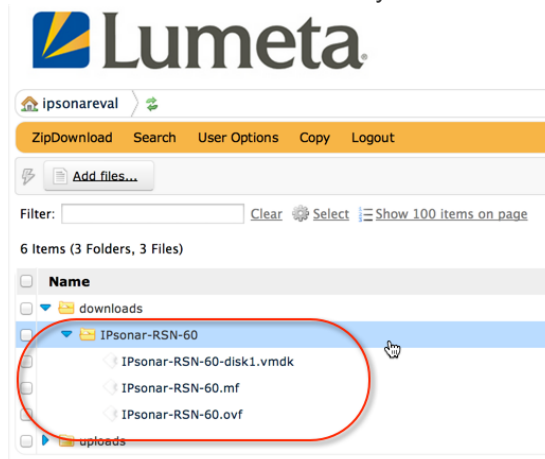 Lumeta
ipsonareval
ZipDownload Search User Options Copy Logout
Add files...
Filter: Clear Select Show 100 items on page
6 Items (3 Folders, 3 Files)
Name
downloads
IPsonar-RSN-60
IPsonar-RSN-60-disk1.vmdk
IPsonar-RSN-60.mf
IPsonar-RSN-60.ovf
uploads